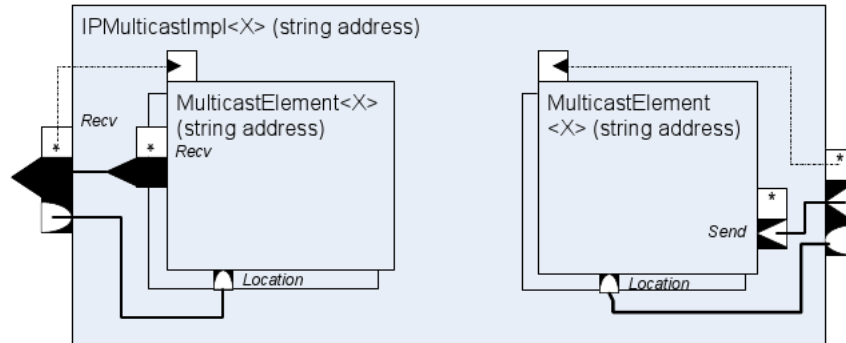 IPMulticastImpl<X> (string address)
Recv
*
MulticastElement<X>
(string address)
*
Recv
Location
MulticastElement
<X> (string address)
*
*
Send
Location